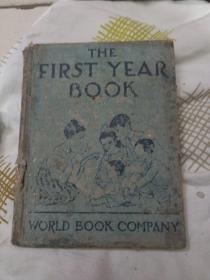 THE
FIRST YEAR
BOOK
WORLD BOOK COMPANY